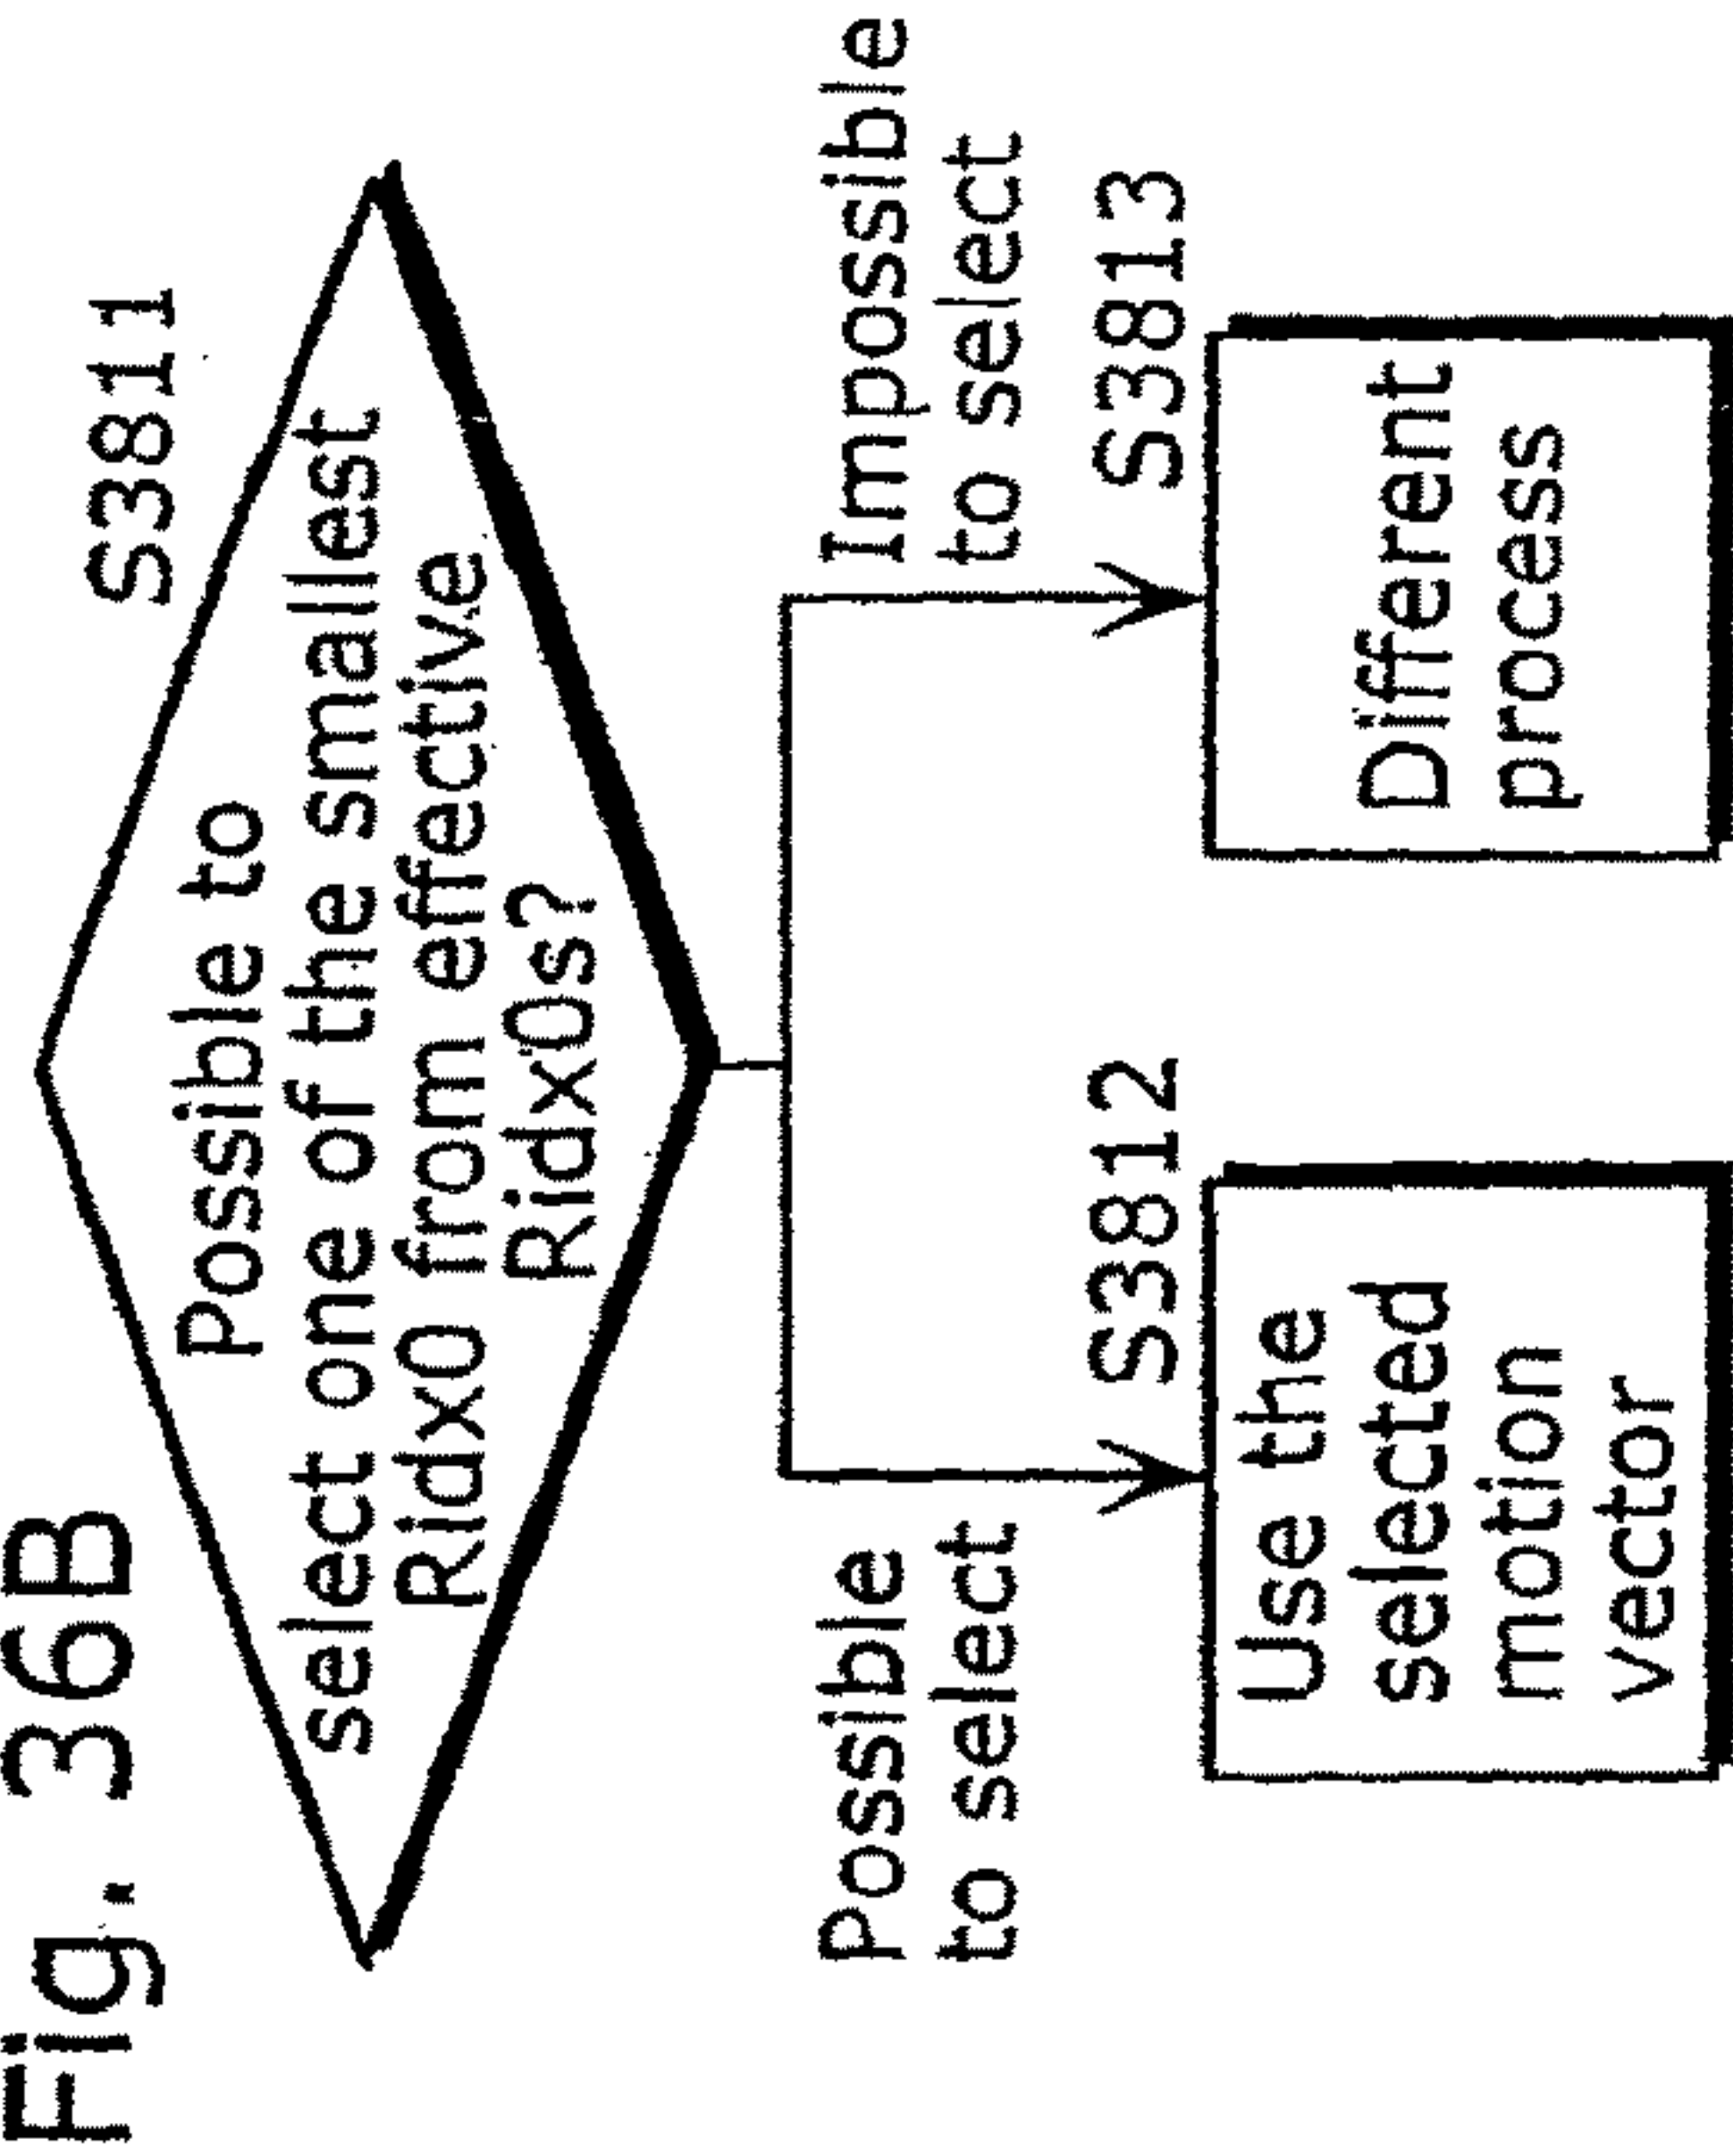 Fig. 36B
S3811
Possible to
select one of the smallest
Ridx0 from effective
Ridx0s?
Possible
to select
Impossible
to select
S3812
S3813
Use the
selected
motion
vector
Different
process